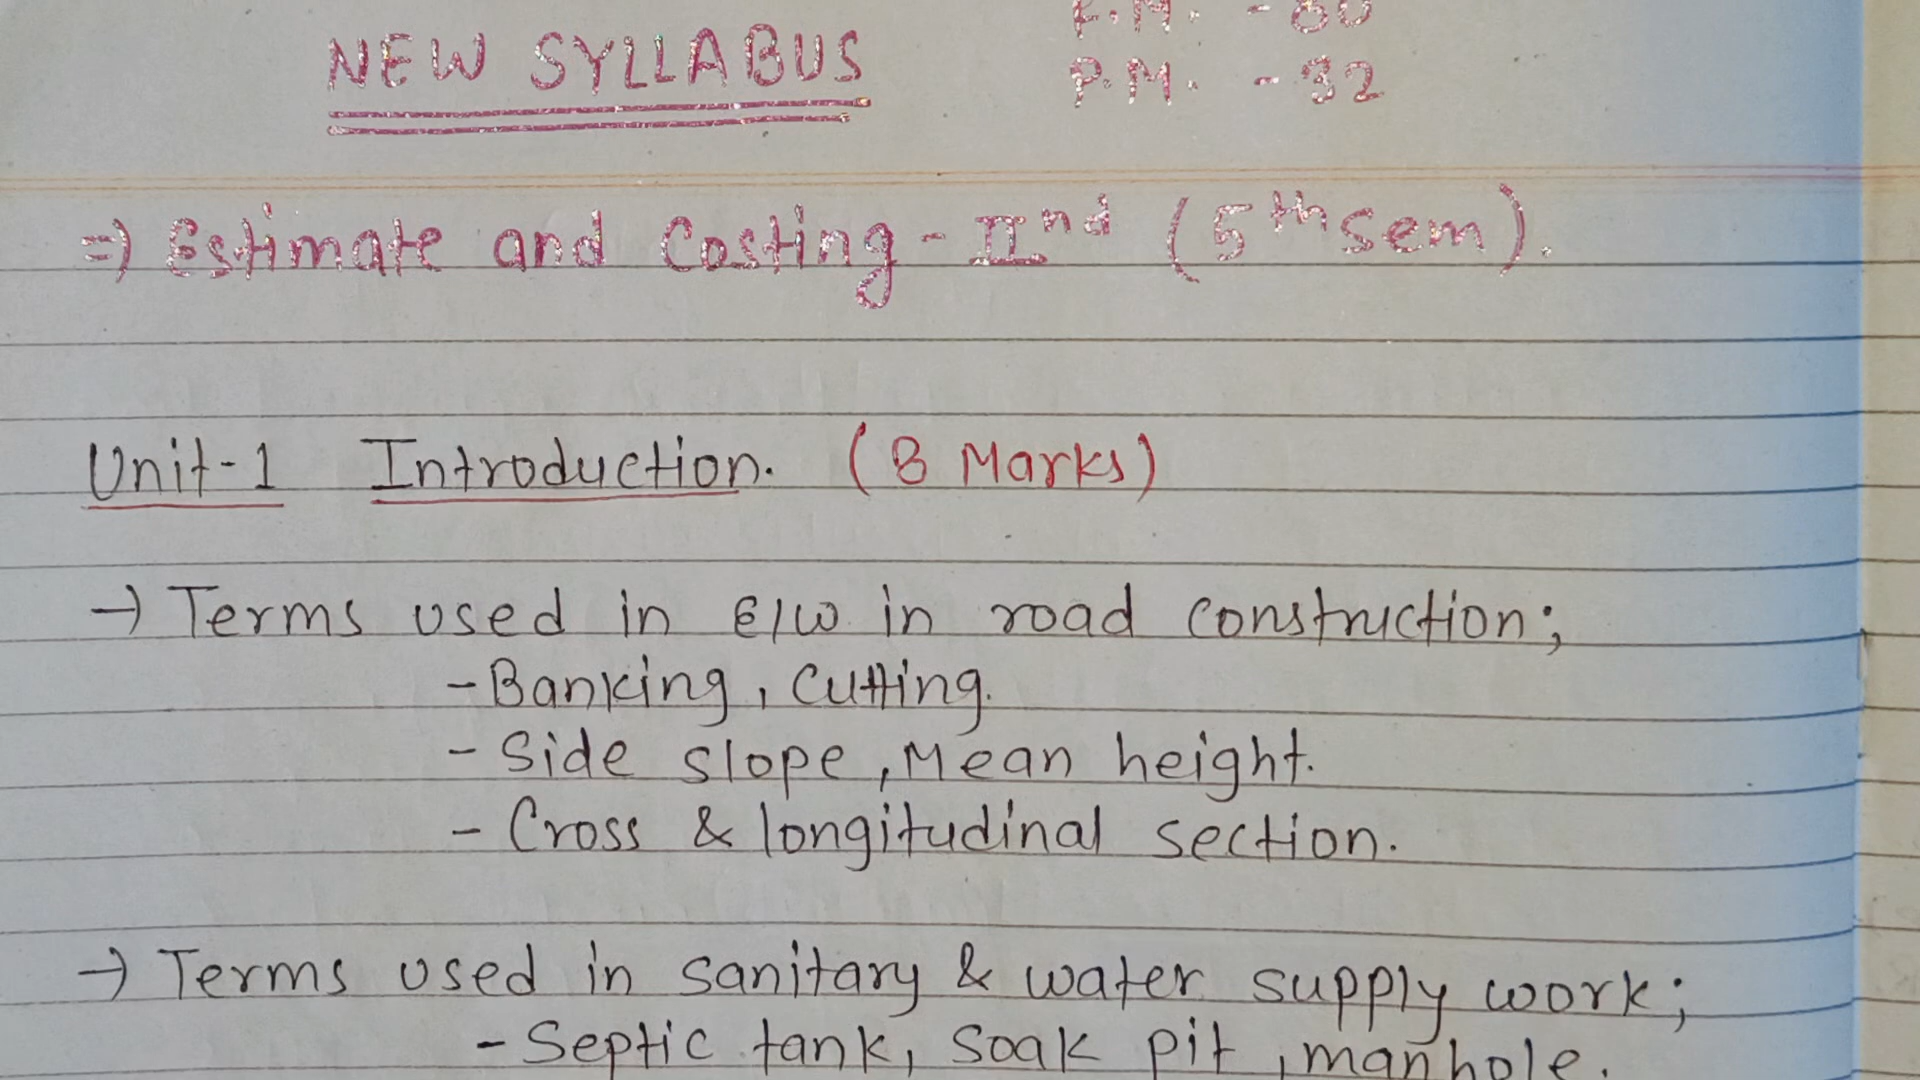 NEW SYLLABUS
F.M. - 80
P.M. - 32
=) Estimate and Costing - IInd (5th sem).
Unit-1 Introduction. (8 Marks)
→ Terms used in E/W in road construction;
- Banking, Cutting.
- Side slope, Mean height.
- Cross & longitudinal section.
→ Terms used in sanitary & water supply work;
- Septic tank, Soak pit, manhole.